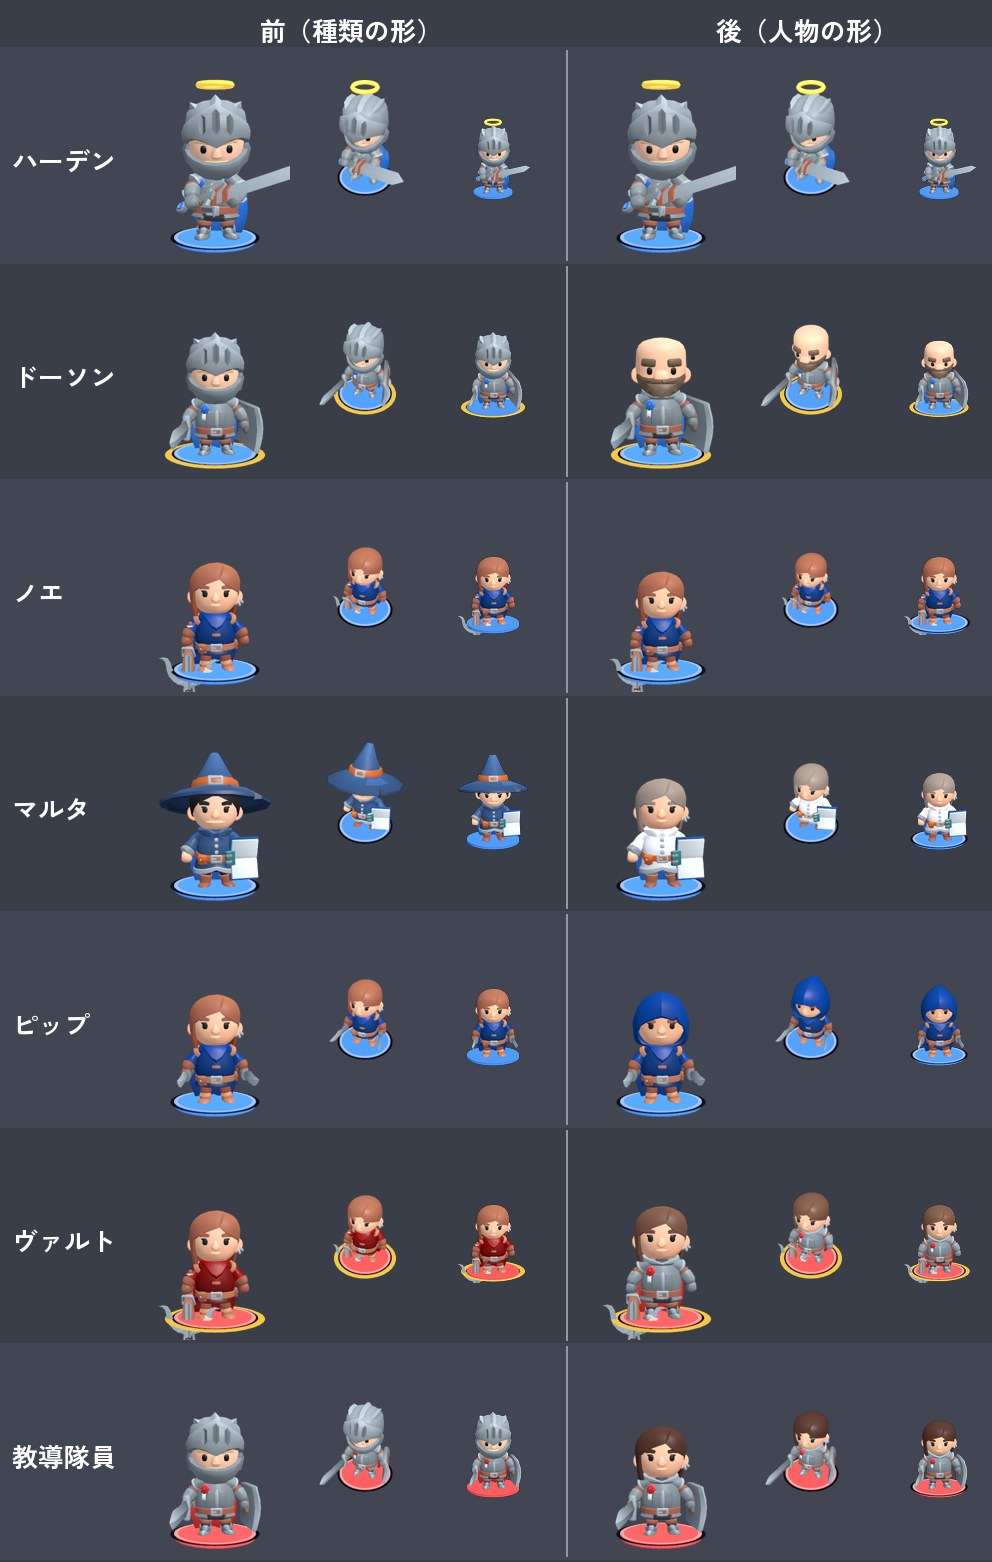 前（種類の形）
後（人物の形）
ハーデン
ドーソン
ノエ
マルタ
ピップ
ヴァルト
教導隊員